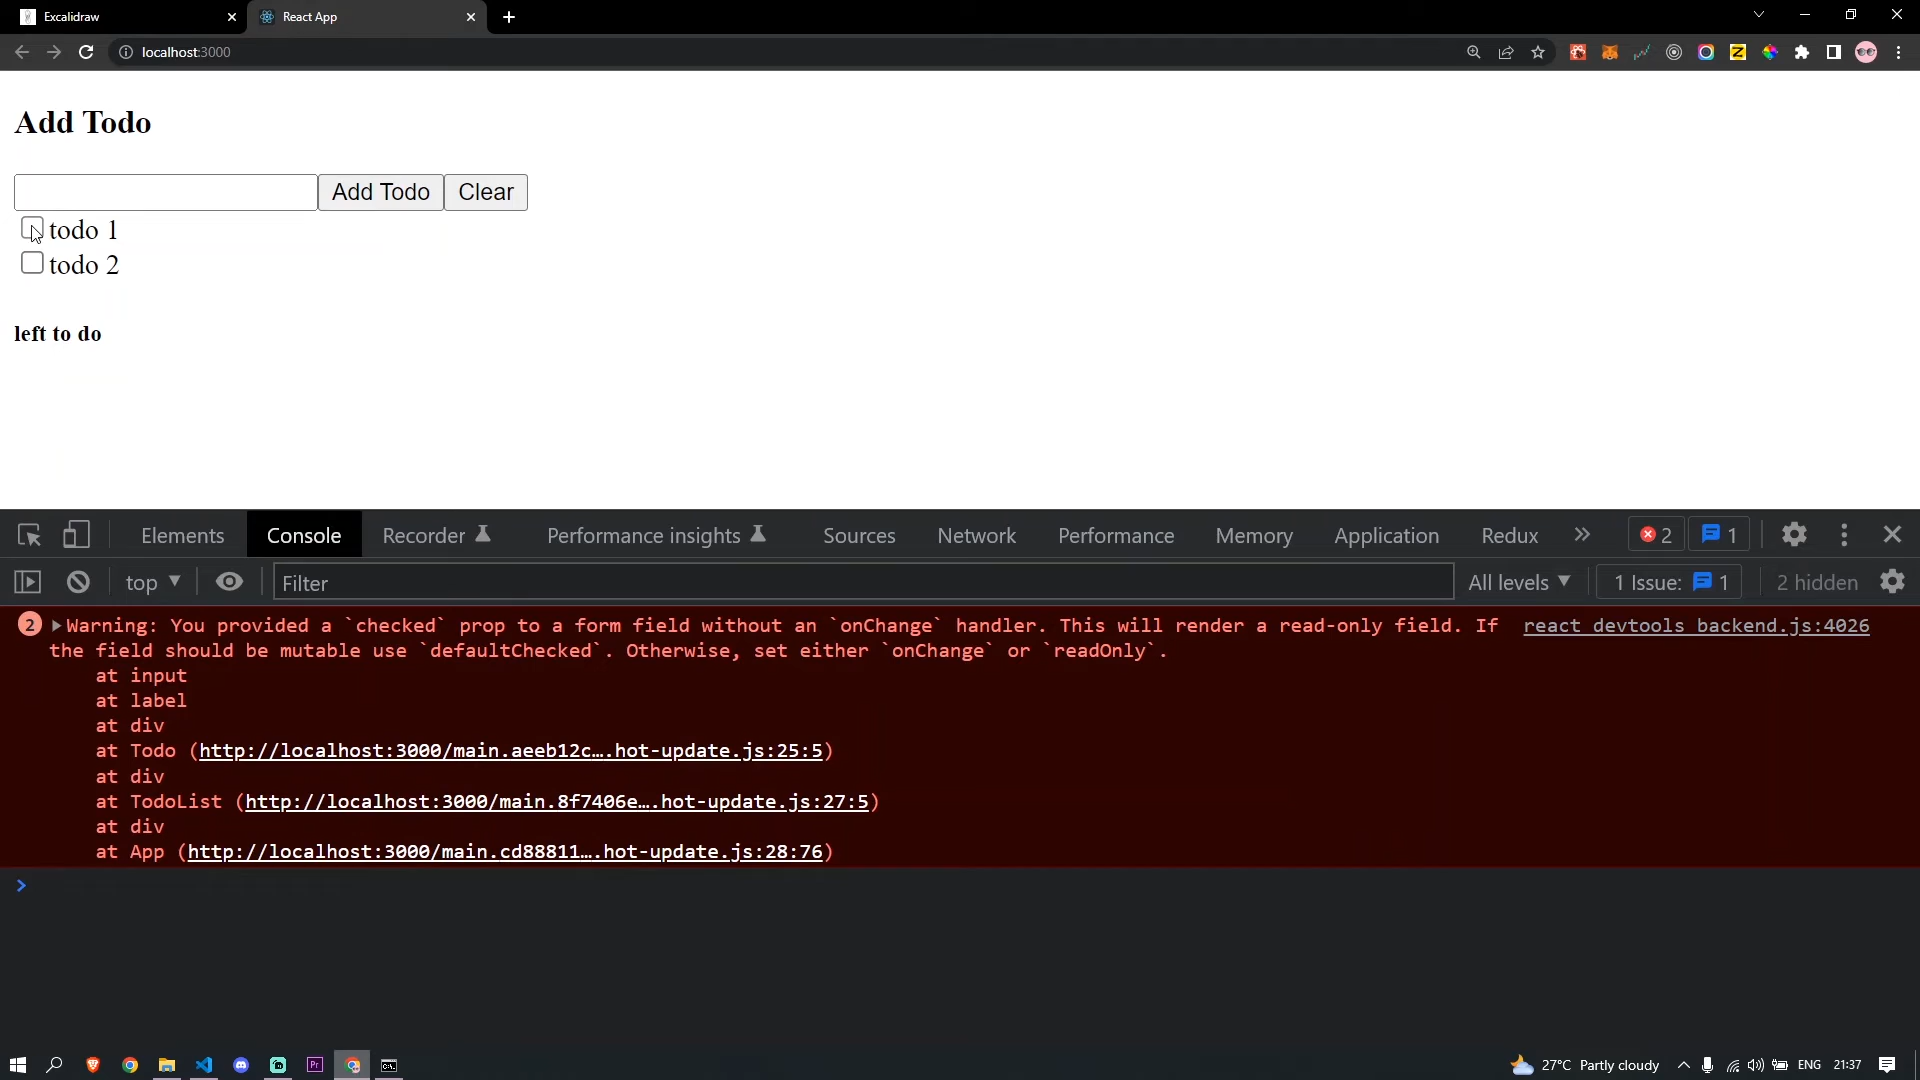 Excalidraw
React App
localhost:3000
Add Todo
Add Todo
Clear
todo 1
todo 2
left to do
Elements
Console
Recorder
Performance insights
Sources
Network
Performance
Memory
Application
Redux
2
1
top
Filter
All levels
1 Issue:
1
2 hidden
2
Warning: You provided a `checked` prop to a form field without an `onChange` handler. This will render a read-only field. If
react_devtools_backend.js:4026
the field should be mutable use `defaultChecked`. Otherwise, set either `onChange` or `readOnly`.
at input
at label
at div
at Todo (http://localhost:3000/main.aeeb12c….hot-update.js:25:5)
at div
at TodoList (http://localhost:3000/main.8f7406e….hot-update.js:27:5)
at div
at App (http://localhost:3000/main.cd88811….hot-update.js:28:76)
Pr
27°C Partly cloudy
ENG
21:37